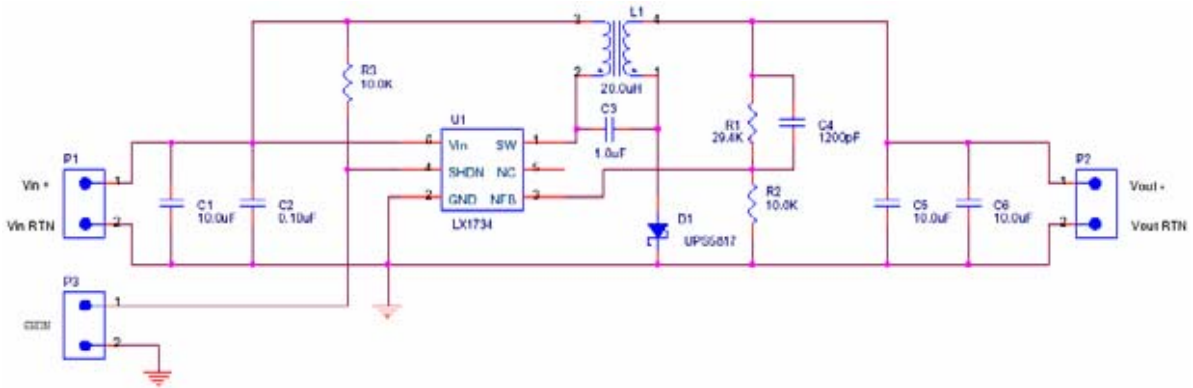 L1
3
4
2
1
20.0uH
R3
10.0K
C3
1.0uF
U1
6
Vin
SW
1
4
SHDN
NC
5
2
GND
NFB
3
LX1734
R1
29.4K
C4
1200pF
R2
10.0K
D1
UPS5817
P1
Vin +
1
Vin RTN
2
C1
10.0uF
C2
0.10uF
C5
10.0uF
C6
10.0uF
P2
1
Vout +
2
Vout RTN
P3
1
2